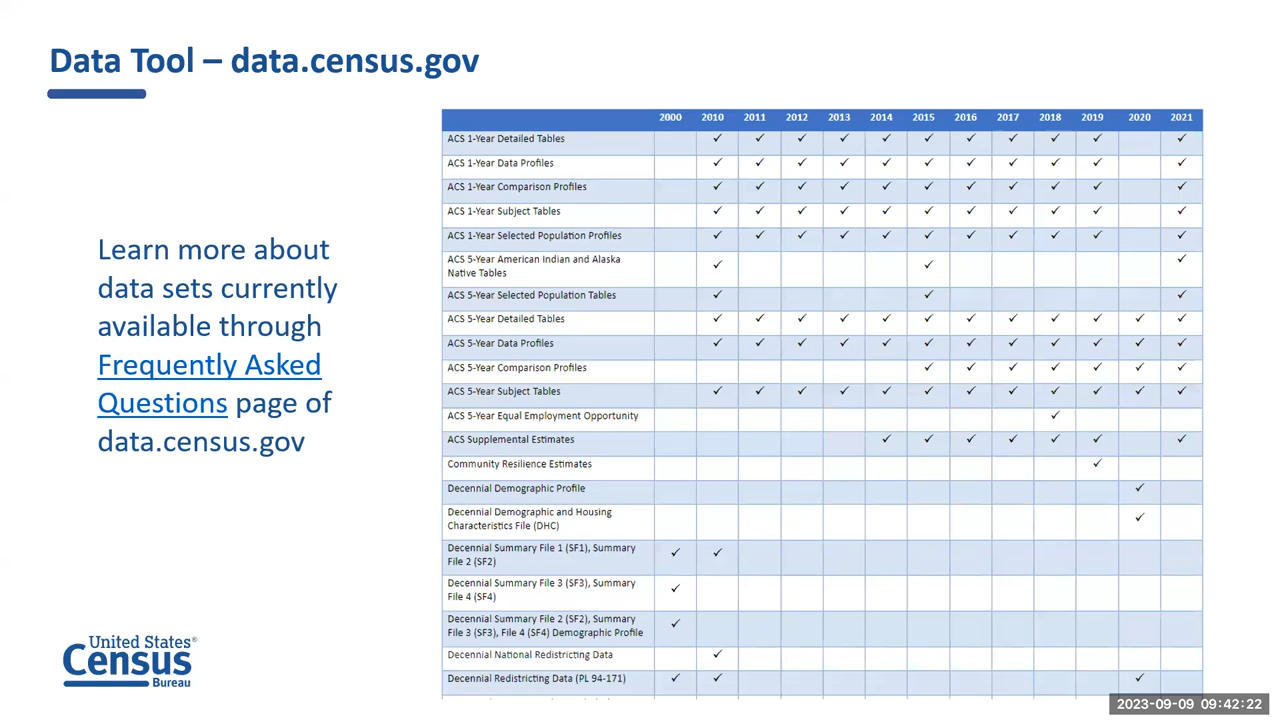 Data Tool – data.census.gov
Learn more about
data sets currently
available through
Frequently Asked
Questions page of
data.census.gov
2000 2010 2011 2012 2013 2014 2015 2016 2017 2018 2019 2020 2021
ACS 1-Year Detailed Tables ✓ ✓ ✓ ✓ ✓ ✓ ✓ ✓ ✓ ✓ ✓
ACS 1-Year Data Profiles ✓ ✓ ✓ ✓ ✓ ✓ ✓ ✓ ✓ ✓ ✓
ACS 1-Year Comparison Profiles ✓ ✓ ✓ ✓ ✓ ✓ ✓ ✓ ✓ ✓ ✓
ACS 1-Year Subject Tables ✓ ✓ ✓ ✓ ✓ ✓ ✓ ✓ ✓ ✓ ✓
ACS 1-Year Selected Population Profiles ✓ ✓ ✓ ✓ ✓ ✓ ✓ ✓ ✓ ✓ ✓
ACS 5-Year American Indian and Alaska
Native Tables ✓ ✓ ✓
ACS 5-Year Selected Population Tables ✓ ✓ ✓
ACS 5-Year Detailed Tables ✓ ✓ ✓ ✓ ✓ ✓ ✓ ✓ ✓ ✓ ✓ ✓
ACS 5-Year Data Profiles ✓ ✓ ✓ ✓ ✓ ✓ ✓ ✓ ✓ ✓ ✓ ✓
ACS 5-Year Comparison Profiles ✓ ✓ ✓ ✓ ✓ ✓ ✓
ACS 5-Year Subject Tables ✓ ✓ ✓ ✓ ✓ ✓ ✓ ✓ ✓ ✓ ✓ ✓
ACS 5-Year Equal Employment Opportunity ✓
ACS Supplemental Estimates ✓ ✓ ✓ ✓ ✓ ✓ ✓
Community Resilience Estimates ✓
Decennial Demographic Profile ✓
Decennial Demographic and Housing
Characteristics File (DHC) ✓
Decennial Summary File 1 (SF1), Summary
File 2 (SF2) ✓ ✓
Decennial Summary File 3 (SF3), Summary
File 4 (SF4) ✓
Decennial Summary File 2 (SF2), Summary
File 3 (SF3), File 4 (SF4) Demographic Profile ✓
Decennial National Redistricting Data ✓
Decennial Redistricting Data (PL 94-171) ✓ ✓ ✓
United States®
Census
Bureau
2023-09-09 09:42:22